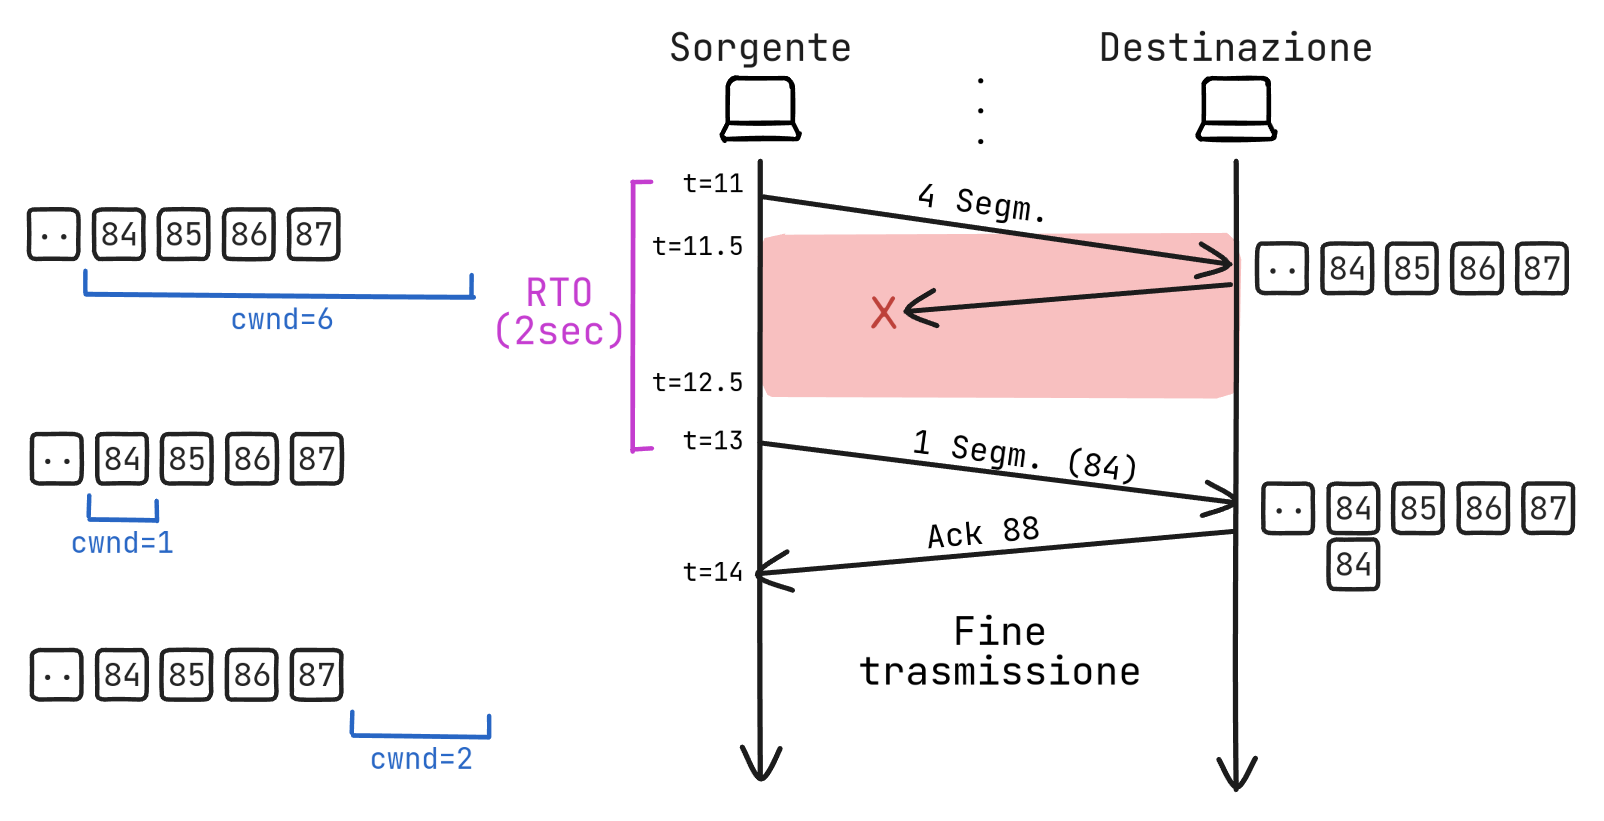 Sorgente
Destinazione
t=11
4 Segm.
.. 84 85 86 87
cwnd=6
t=11.5
.. 84 85 86 87
RTO
(2sec)
X
t=12.5
t=13
1 Segm. (84)
.. 84 85 86 87
cwnd=1
Ack 88
.. 84 85 86 87
84
t=14
Fine
trasmissione
.. 84 85 86 87
cwnd=2